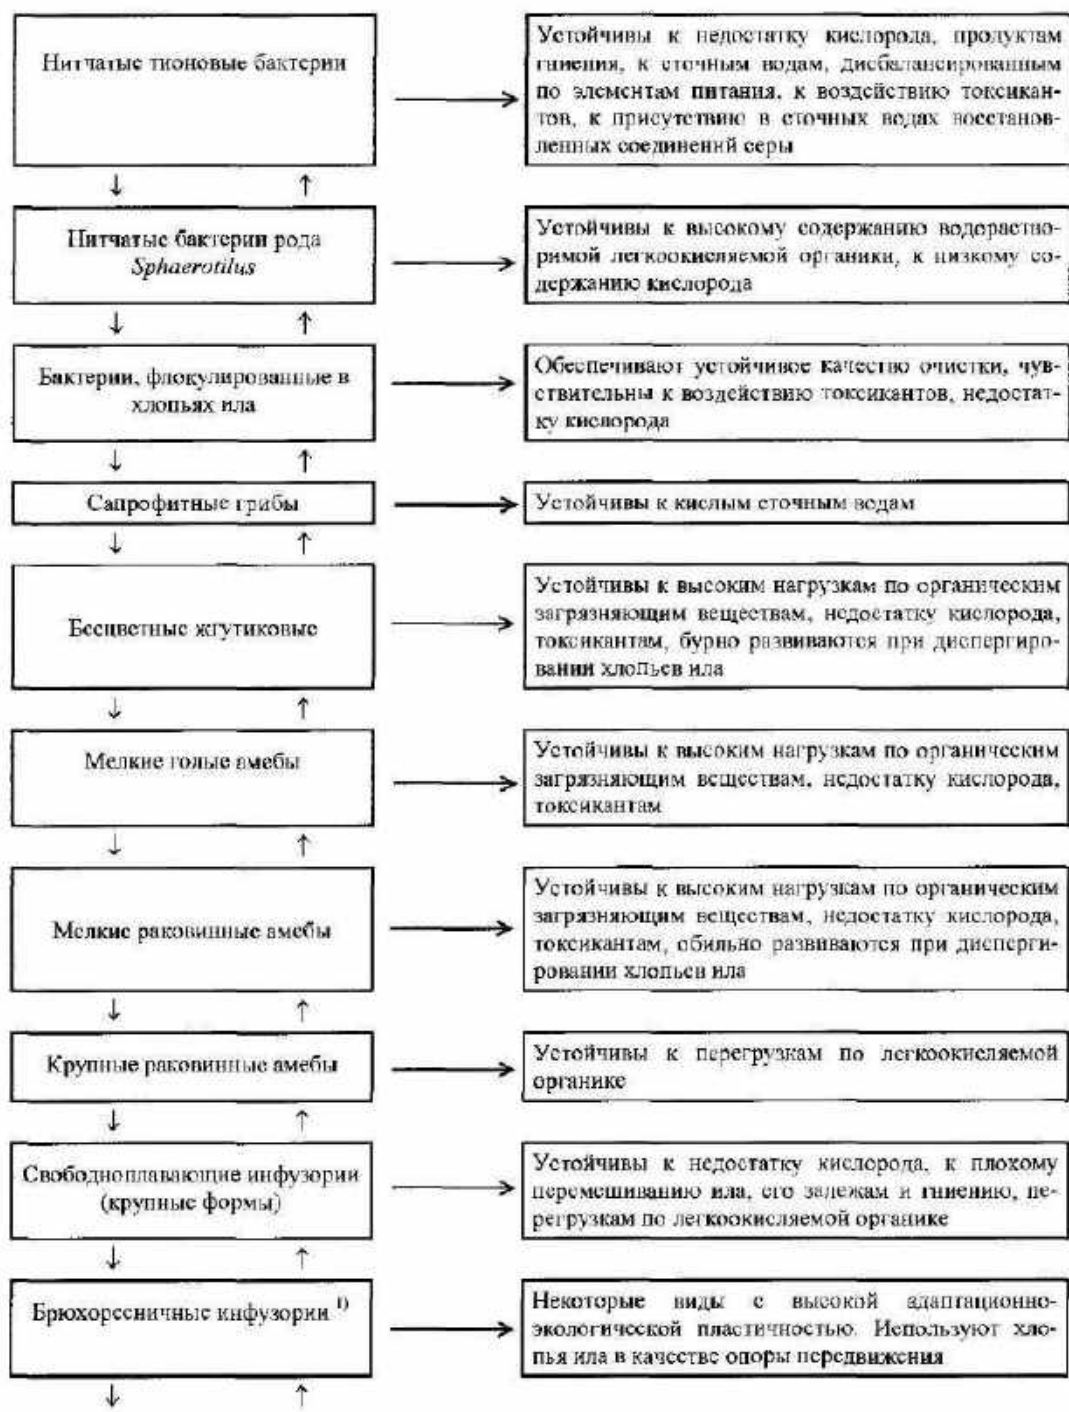 Нитчатые тионовые бактерии
Устойчивы к недостатку кислорода, продуктам
гниения, к сточным водам, дисбалансированным
по элементам питания, к воздействию токсикан-
тов, к присутствию в сточных водах восстанов-
ленных соединений серы
↓ ↑
Нитчатые бактерии рода
Sphaerotilus
Устойчивы к высокому содержанию водораство-
римой легкоокисляемой органики, к низкому со-
держанию кислорода
↓ ↑
Бактерии, флокулированные в
хлопьях ила
Обеспечивают устойчивое качество очистки, чув-
ствительны к воздействию токсикантов, недостат-
ку кислорода
↓ ↑
Сапрофитные грибы
Устойчивы к кислым сточным водам
↓ ↑
Бесцветные жгутиковые
Устойчивы к высоким нагрузкам по органическим
загрязняющим веществам, недостатку кислорода,
токсикантам, бурно развиваются при диспергиро-
вании хлопьев ила
↓ ↑
Мелкие голые амебы
Устойчивы к высоким нагрузкам по органическим
загрязняющим веществам, недостатку кислорода,
токсикантам
↓ ↑
Мелкие раковинные амебы
Устойчивы к высоким нагрузкам по органическим
загрязняющим веществам, недостатку кислорода,
токсикантам, обильно развиваются при дисперги-
ровании хлопьев ила
↓ ↑
Крупные раковинные амебы
Устойчивы к перегрузкам по легкоокисляемой
органике
↓ ↑
Свободноплавающие инфузории
(крупные формы)
Устойчивы к недостатку кислорода, к плохому
перемешиванию ила, его залежам и гниению, пе-
регрузкам по легкоокисляемой органике
↓ ↑
Брюхоресничные инфузории 1)
Некоторые виды с высокой адаптационно-
экологической пластичностью. Используют хло-
пья ила в качестве опоры передвижения
↓ ↑